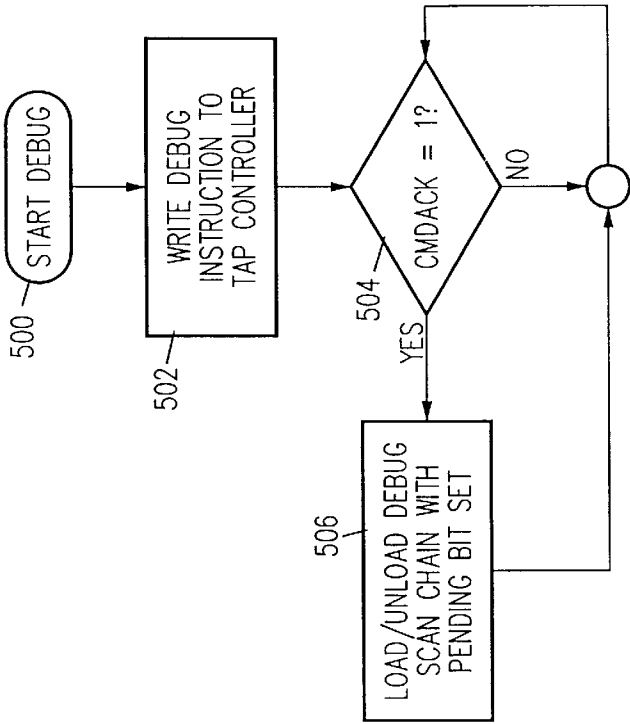 START DEBUG
500
WRITE DEBUG
INSTRUCTION TO
TAP CONTROLLER
502
CMDACK = 1?
504
YES
NO
LOAD/UNLOAD DEBUG
SCAN CHAIN WITH
PENDING BIT SET
506